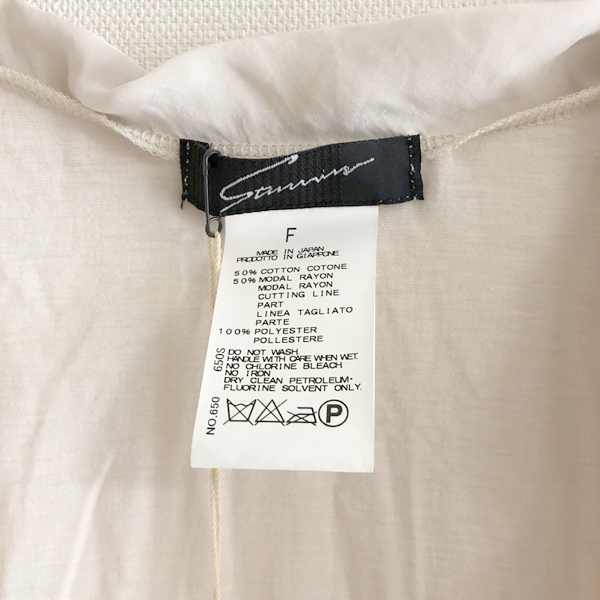 Stunning
F
MADE IN JAPAN
PRODOTTO IN GIAPPONE
50% COTTON COTONE
50% MODAL RAYON
MODAL RAYON
CUTTING LINE
PART
LINEA TAGLIATO
PARTE
100% POLYESTER
POLLESTERE
DO NOT WASH
HANDLE WITH CARE WHEN WET.
NO CHLORINE BLEACH
NO IRON
DRY CLEAN PETROLEUM-
FLUORINE SOLVENT ONLY.
P
NO.650 650S